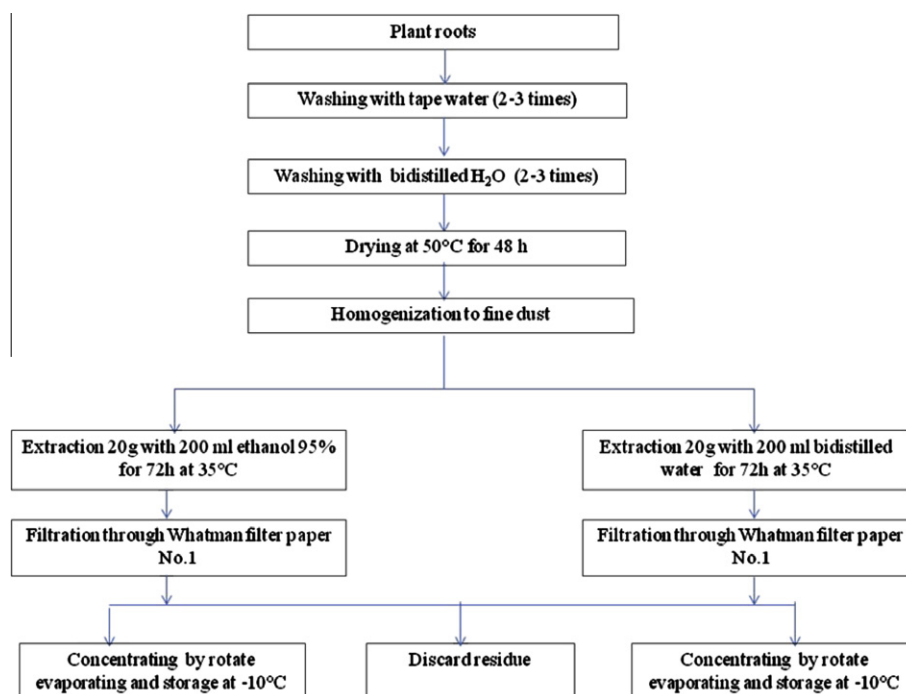 Plant roots
Washing with tape water (2-3 times)
Washing with bidistilled H₂O (2-3 times)
Drying at 50°C for 48 h
Homogenization to fine dust
Extraction 20g with 200 ml ethanol 95%
for 72h at 35°C
Extraction 20g with 200 ml bidistilled
water for 72h at 35°C
Filtration through Whatman filter paper
No.1
Filtration through Whatman filter paper
No.1
Concentrating by rotate
evaporating and storage at -10°C
Discard residue
Concentrating by rotate
evaporating and storage at -10°C